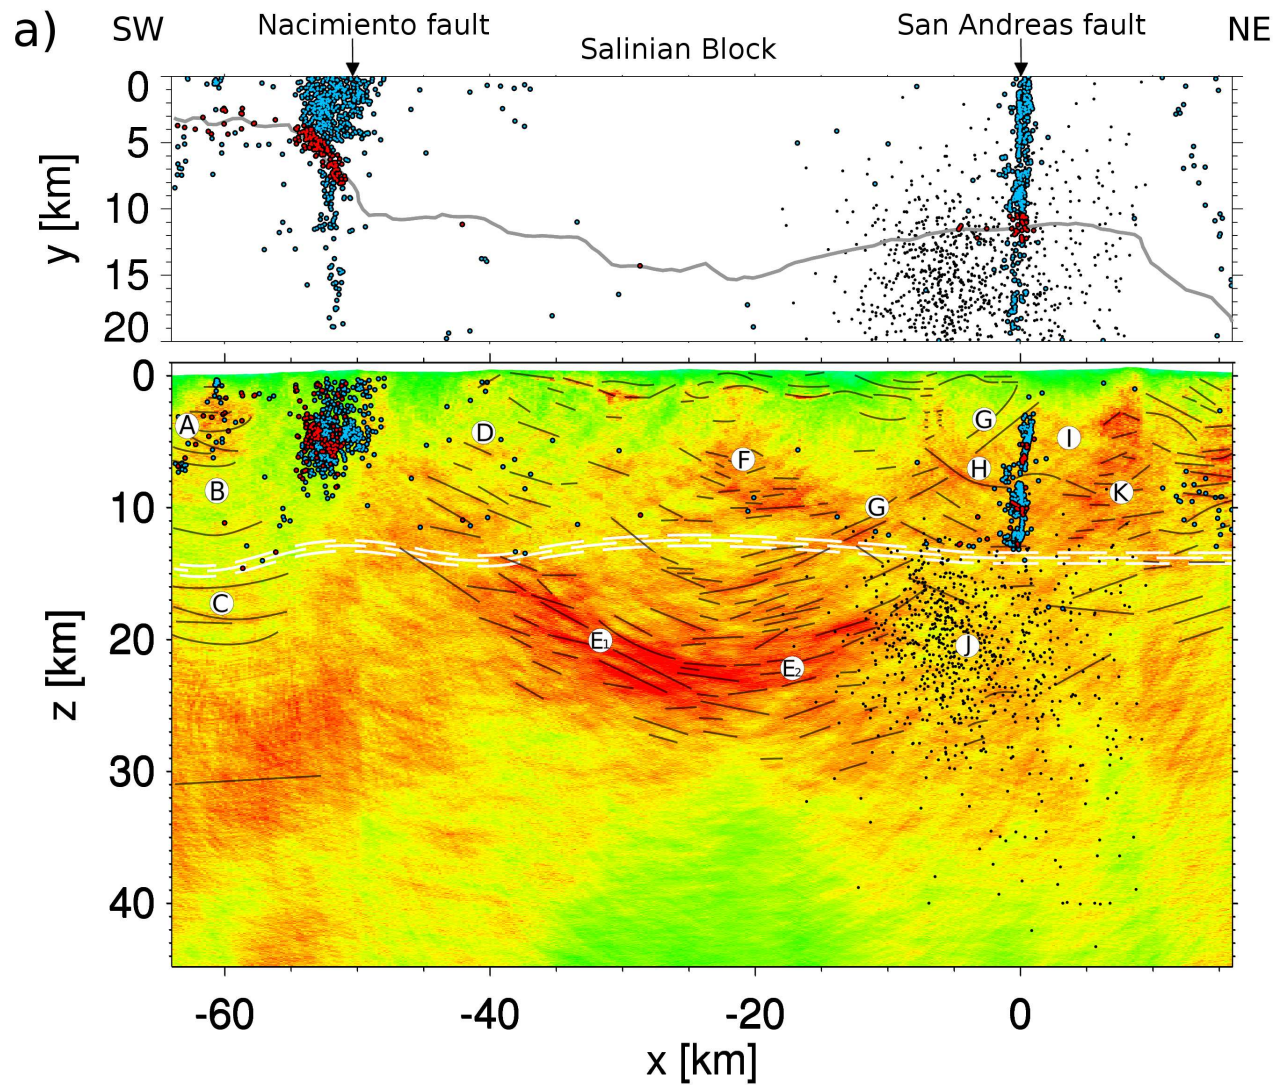 a)
SW
Nacimiento fault
Salinian Block
San Andreas fault
NE
0
5
10
15
20
y [km]
0
10
20
30
40
z [km]
A
B
C
D
E1
E2
F
G
G
H
I
J
K
-60
-40
-20
0
x [km]